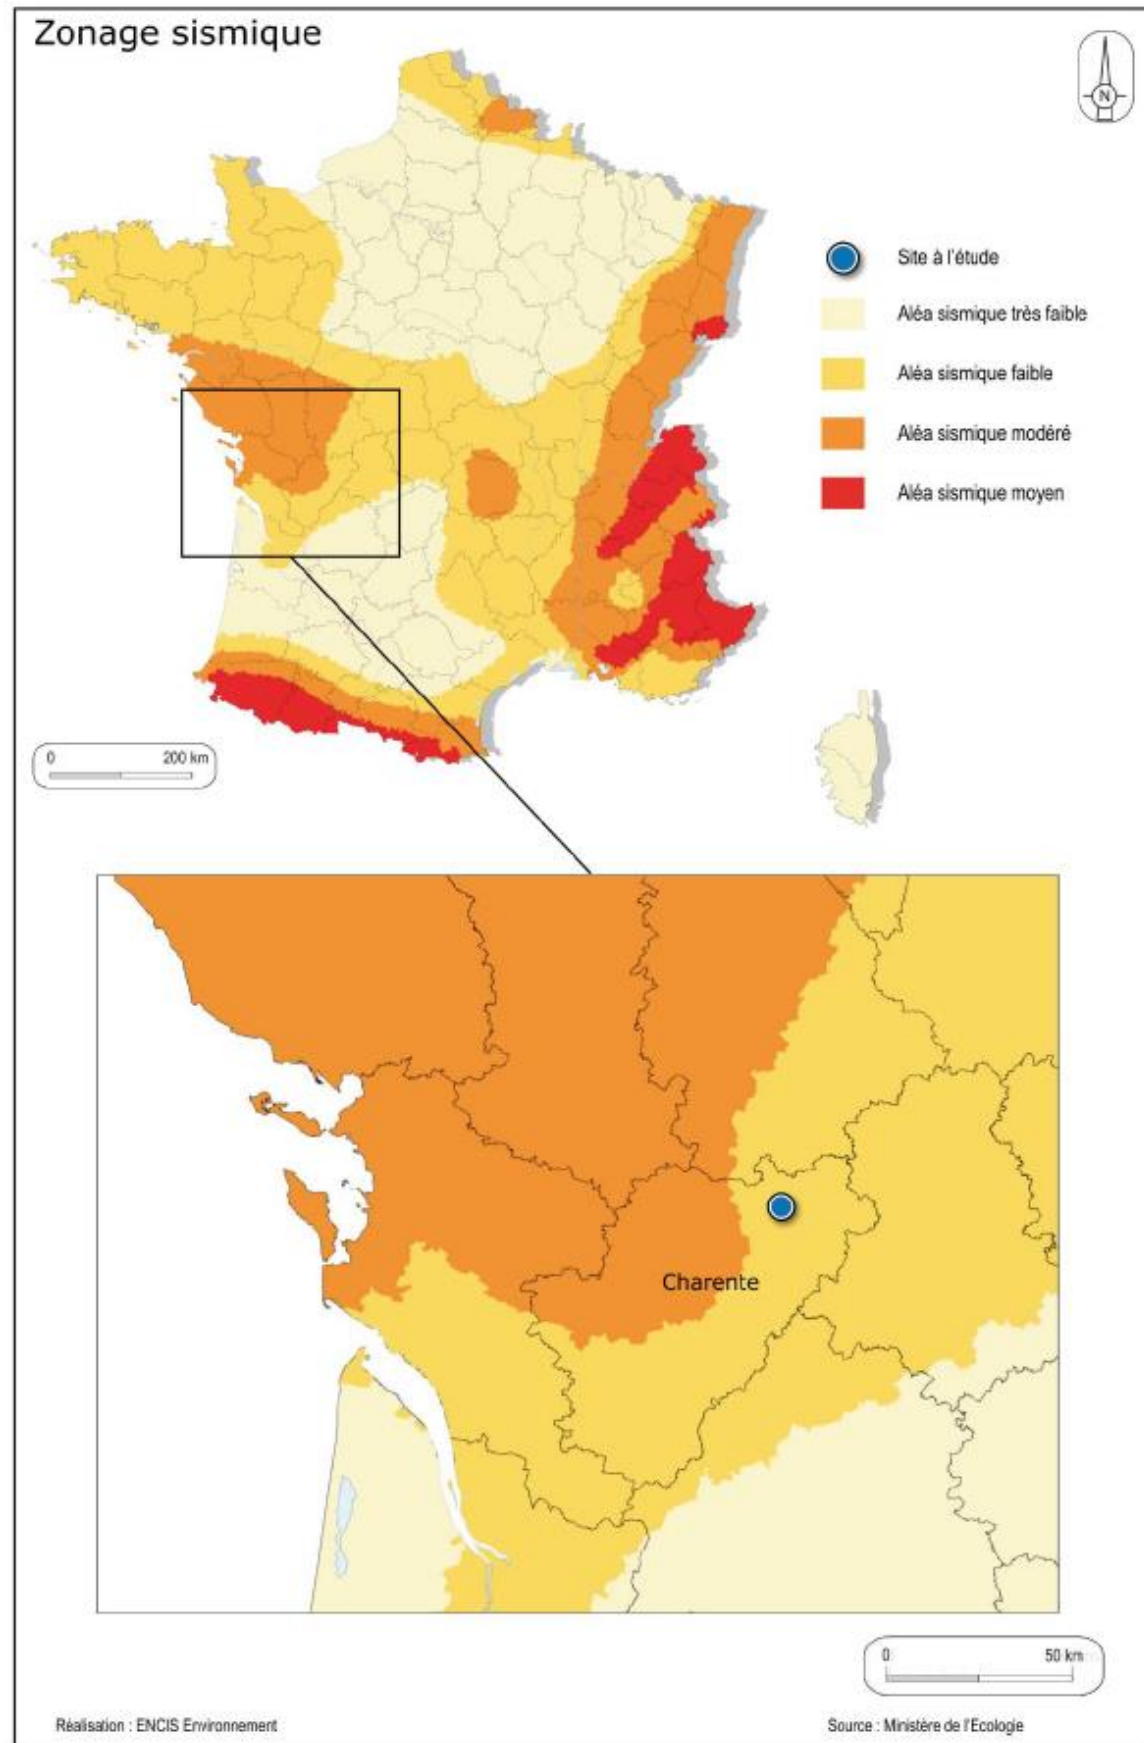 Zonage sismique
N
Site à l'étude
Aléa sismique très faible
Aléa sismique faible
Aléa sismique modéré
Aléa sismique moyen
0 200 km
Charente
0 50 km
Réalisation : ENCIS Environnement
Source : Ministère de l'Ecologie